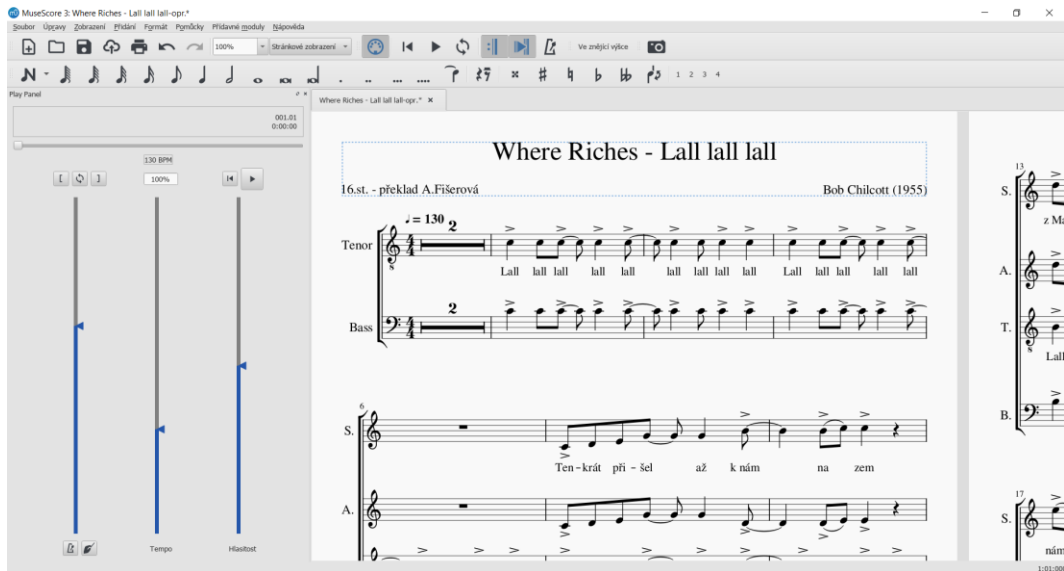 MuseScore 3: Where Riches - Lall lall lall-opr.*
Soubor Úpravy Zobrazení Přidání Formát Pomůcky Přídavné moduly Nápověda
100% Stránkové zobrazení Ve znějící výšce
1 2 3 4
Play Panel
Where Riches - Lall lall lall-opr.*
001.01
0:00:00
130 BPM
100%
Tempo Hlasitost
Where Riches - Lall lall lall
16.st. - překlad A.Fišerová Bob Chilcott (1955)
= 130
2
Tenor
Lall lall lall lall lall lall lall lall lall Lall lall lall lall lall
2
Bass
6
S.
Ten-krát při-šel až k nám na zem
A.
13
S.
z Ma
A.
T.
Lall
B.
17
S.
nám